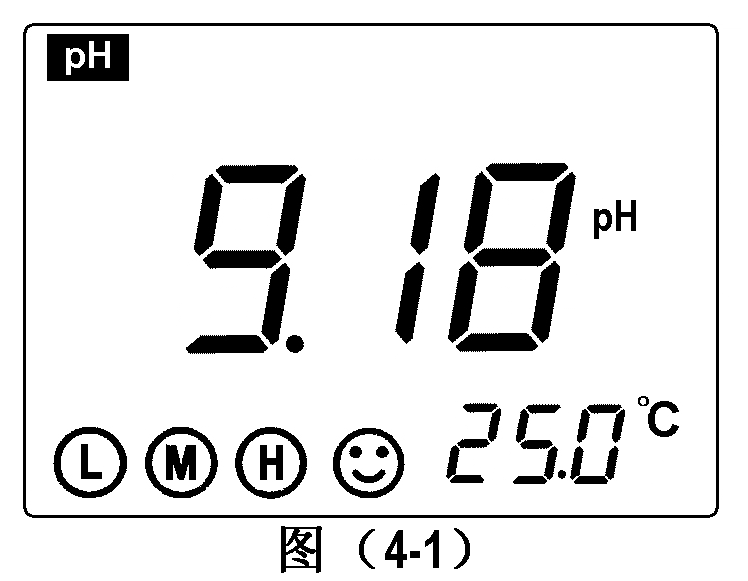 pH
9.18 pH
L M H 25.0 ℃
图（4-1）